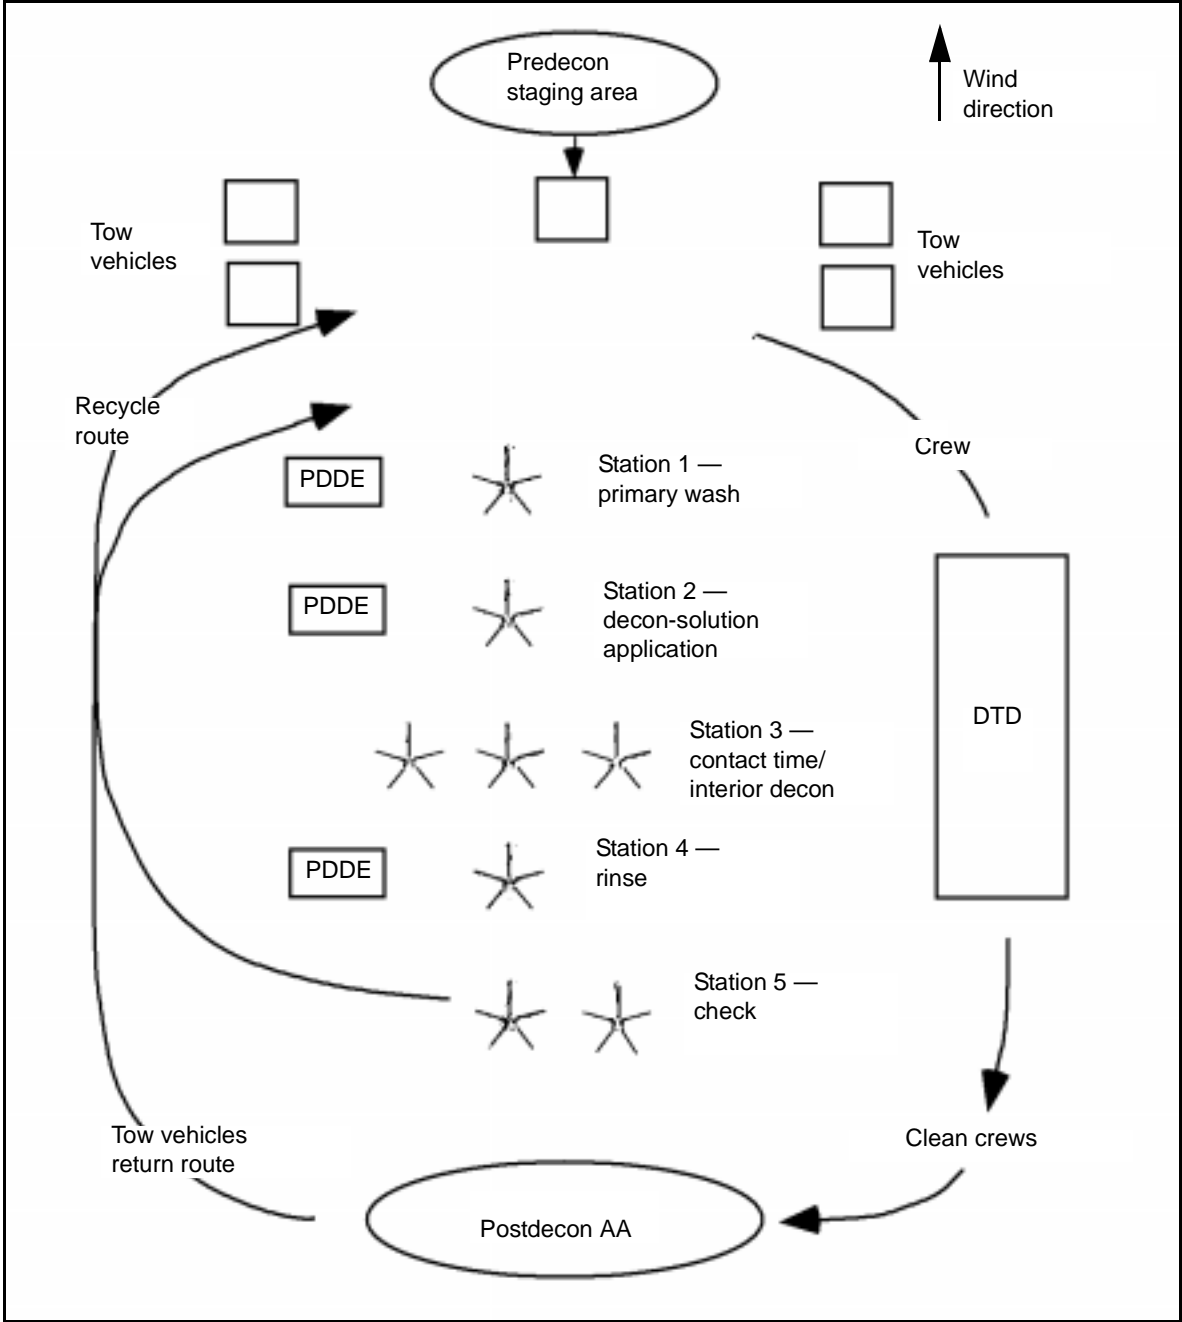 Predecon
staging area
Wind
direction
Tow
vehicles
Tow
vehicles
Recycle
route
Crew
PDDE
Station 1 —
primary wash
PDDE
Station 2 —
decon-solution
application
DTD
Station 3 —
contact time/
interior decon
PDDE
Station 4 —
rinse
Station 5 —
check
Tow vehicles
return route
Clean crews
Postdecon AA